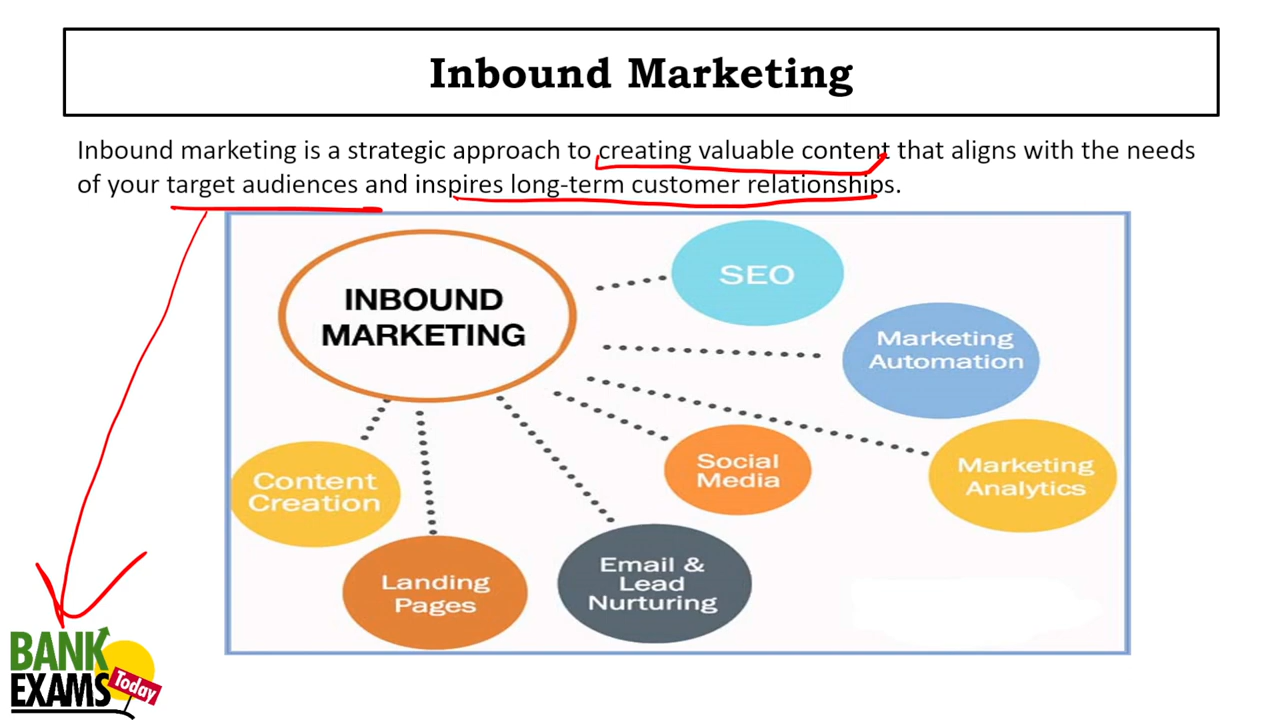 Inbound Marketing
Inbound marketing is a strategic approach to creating valuable content that aligns with the needs
of your target audiences and inspires long-term customer relationships.
INBOUND
MARKETING
SEO
Marketing
Automation
Social
Media
Marketing
Analytics
Content
Creation
Landing
Pages
Email &
Lead
Nurturing
BANK
EXAMS
Today